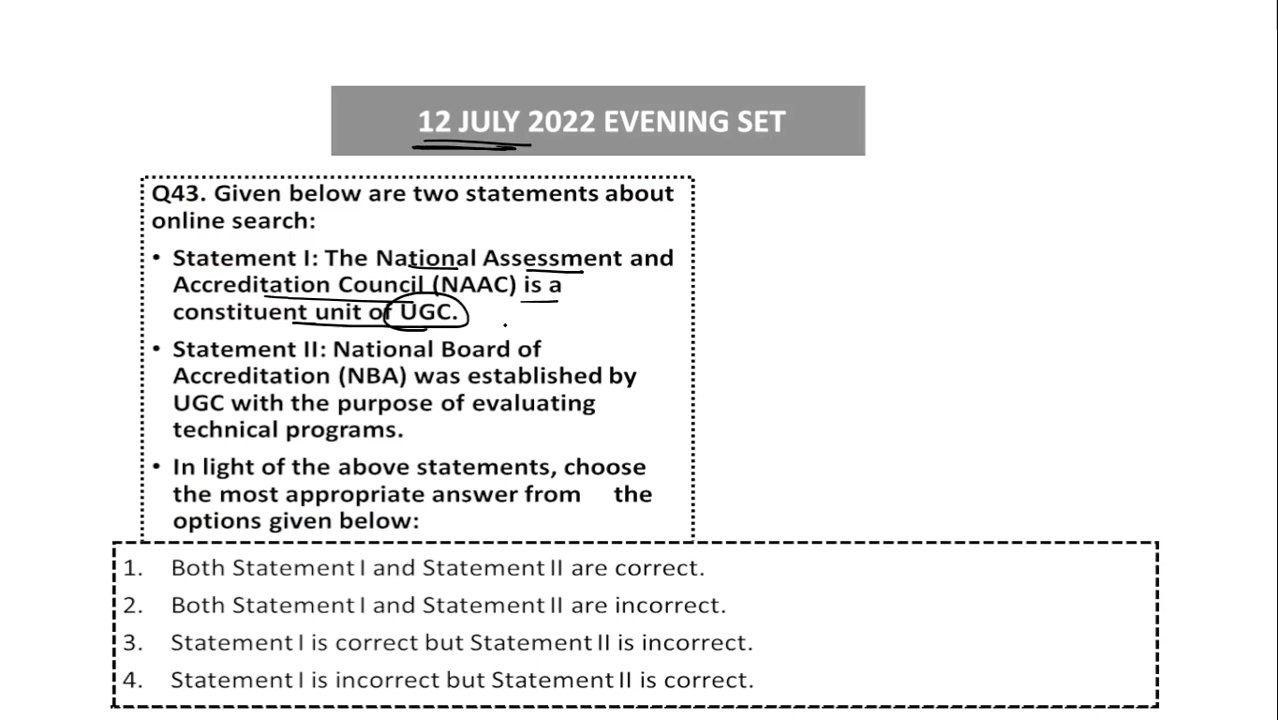 12 JULY 2022 EVENING SET
Q43. Given below are two statements about
online search:
• Statement I: The National Assessment and
Accreditation Council (NAAC) is a
constituent unit of UGC.
• Statement II: National Board of
Accreditation (NBA) was established by
UGC with the purpose of evaluating
technical programs.
• In light of the above statements, choose
the most appropriate answer from the
options given below:
1. Both Statement I and Statement II are correct.
2. Both Statement I and Statement II are incorrect.
3. Statement I is correct but Statement II is incorrect.
4. Statement I is incorrect but Statement II is correct.